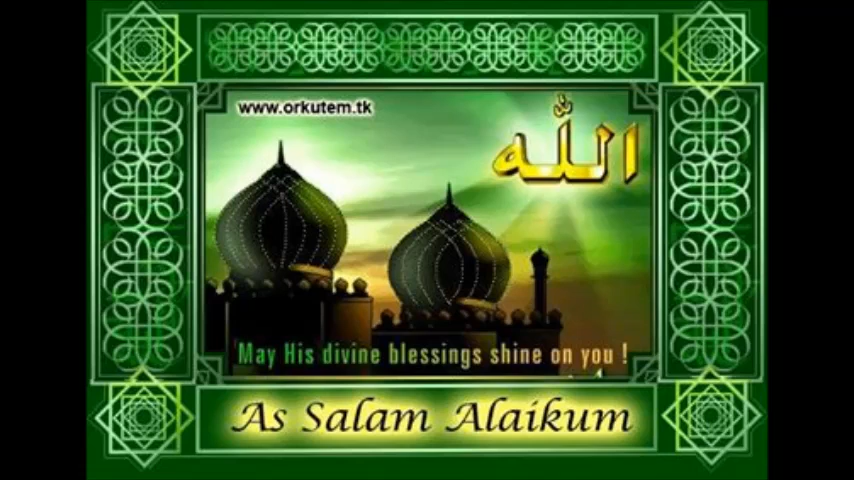 www.orkutem.tk
الله
May His divine blessings shine on you !
As Salam Alaikum